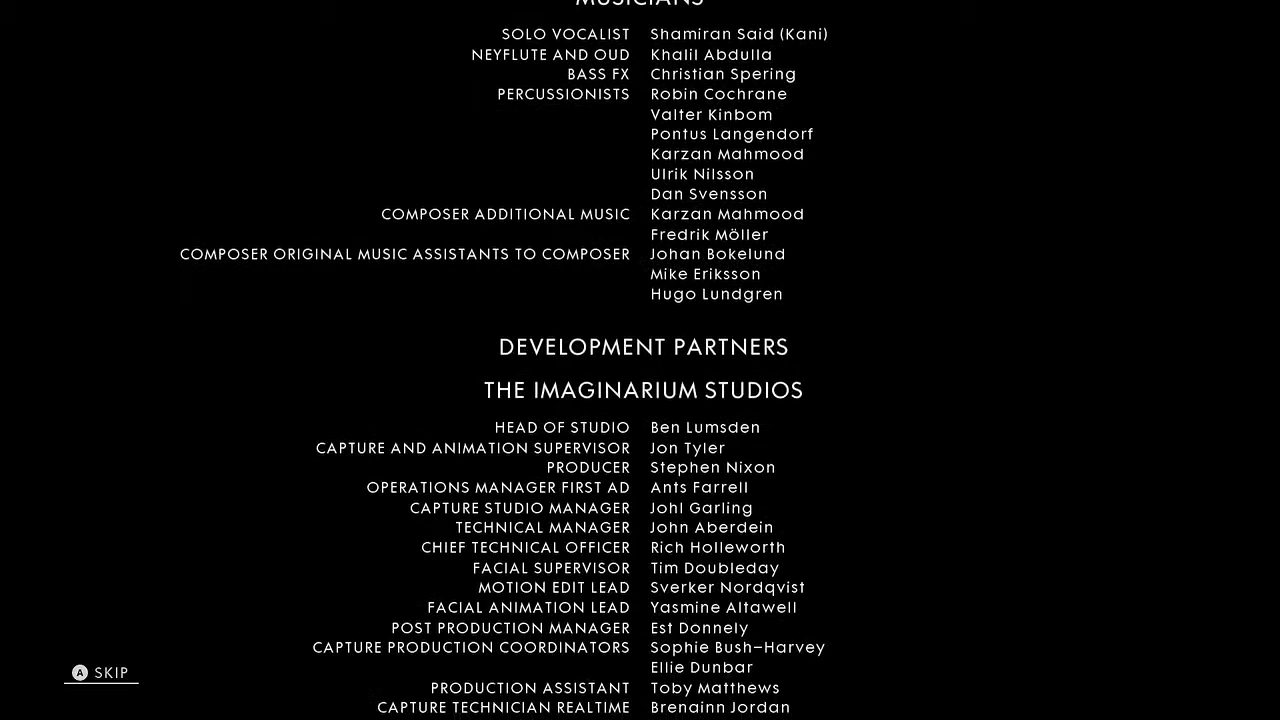 MUSICIANS
SOLO VOCALIST Shamiran Said (Kani)
NEYFLUTE AND OUD Khalil Abdulla
BASS FX Christian Spering
PERCUSSIONISTS Robin Cochrane
Valter Kinbom
Pontus Langendorf
Karzan Mahmood
Ulrik Nilsson
Dan Svensson
COMPOSER ADDITIONAL MUSIC Karzan Mahmood
Fredrik Möller
COMPOSER ORIGINAL MUSIC ASSISTANTS TO COMPOSER Johan Bokelund
Mike Eriksson
Hugo Lundgren
DEVELOPMENT PARTNERS
THE IMAGINARIUM STUDIOS
HEAD OF STUDIO Ben Lumsden
CAPTURE AND ANIMATION SUPERVISOR Jon Tyler
PRODUCER Stephen Nixon
OPERATIONS MANAGER FIRST AD Ants Farrell
CAPTURE STUDIO MANAGER Johl Garling
TECHNICAL MANAGER John Aberdein
CHIEF TECHNICAL OFFICER Rich Holleworth
FACIAL SUPERVISOR Tim Doubleday
MOTION EDIT LEAD Sverker Nordqvist
FACIAL ANIMATION LEAD Yasmine Altawell
POST PRODUCTION MANAGER Est Donnely
CAPTURE PRODUCTION COORDINATORS Sophie Bush-Harvey
Ellie Dunbar
A SKIP
PRODUCTION ASSISTANT Toby Matthews
CAPTURE TECHNICIAN REALTIME Brenainn Jordan